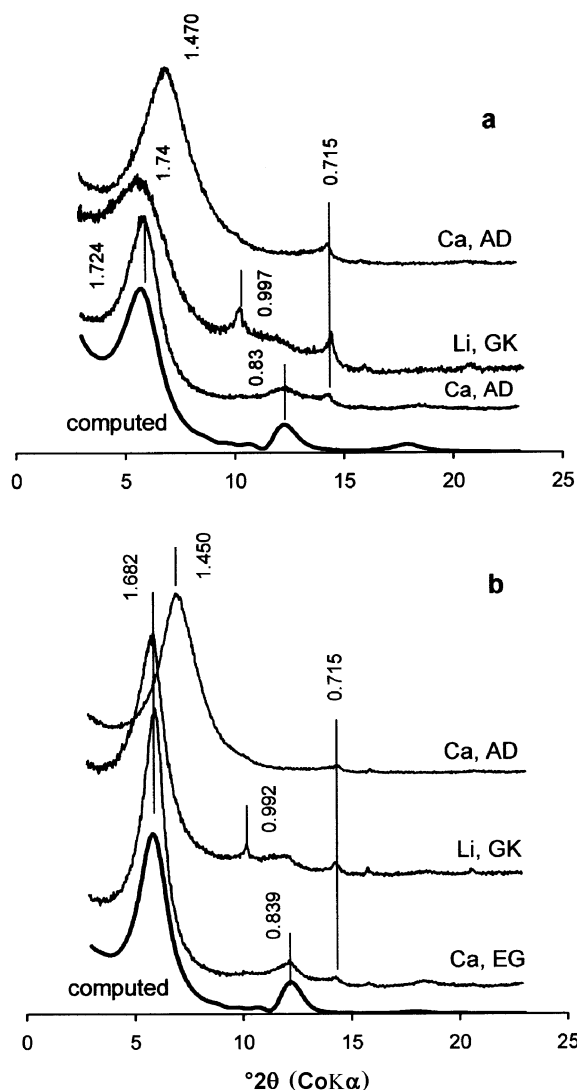 1.470
a
1.74
0.715
Ca, AD
1.724
0.997
Li, GK
0.83
Ca, AD
computed
0 5 10 15 20 25
1.682
1.450
b
0.715
Ca, AD
0.992
Li, GK
0.839
Ca, EG
computed
0 5 10 15 20 25
°2θ (CoKα)